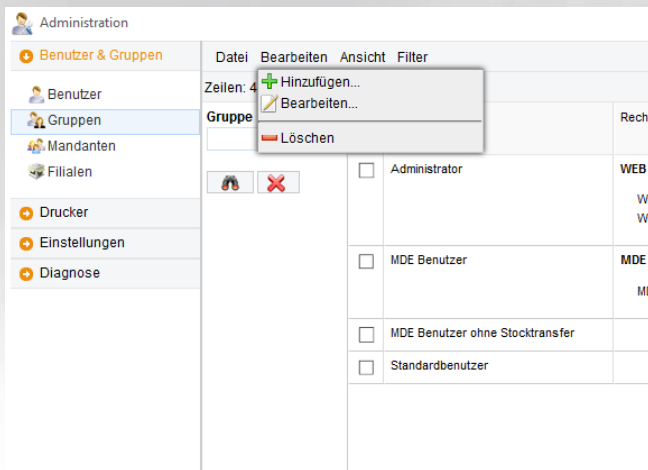 Administration
Benutzer & Gruppen
Benutzer
Gruppen
Mandanten
Filialen
Drucker
Einstellungen
Diagnose
Datei Bearbeiten Ansicht Filter
Zeilen: 4
Hinzufügen...
Bearbeiten...
Löschen
Gruppe
Rech
Administrator
WEB
W
W
MDE Benutzer
MDE
MDE Benutzer ohne Stocktransfer
Standardbenutzer